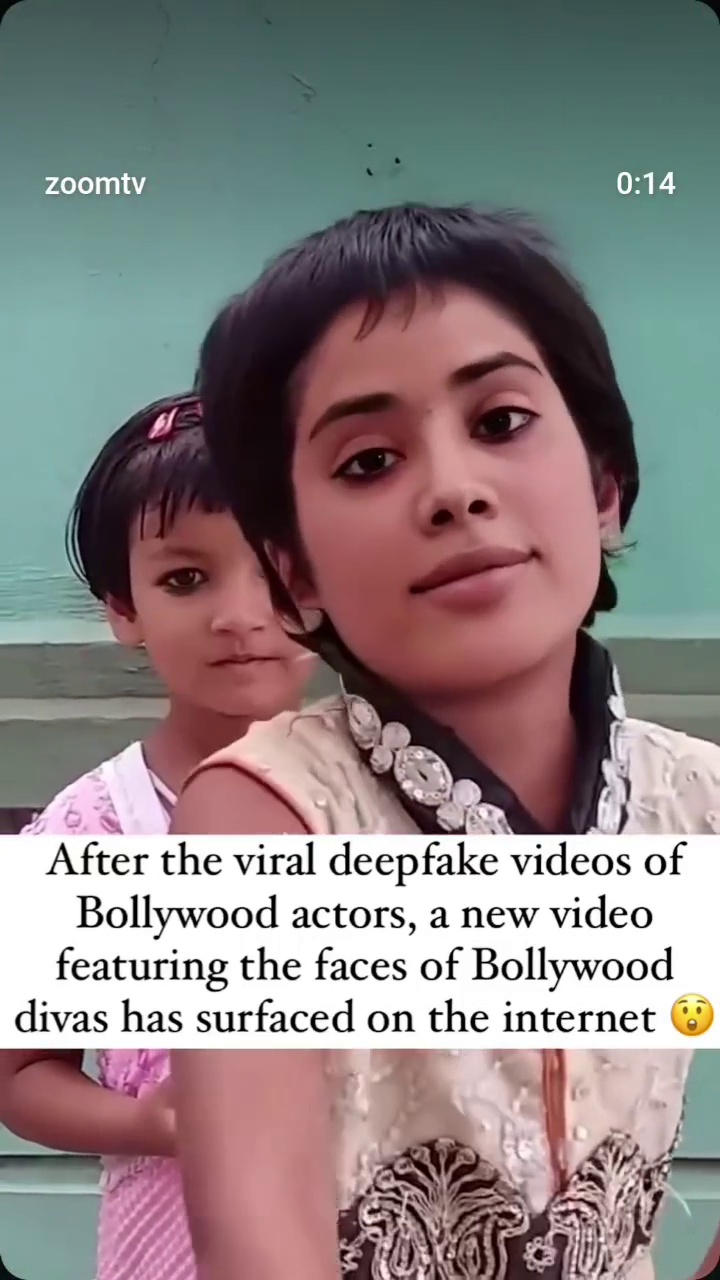 zoomtv 0:14
After the viral deepfake videos of
Bollywood actors, a new video
featuring the faces of Bollywood
divas has surfaced on the internet 😲